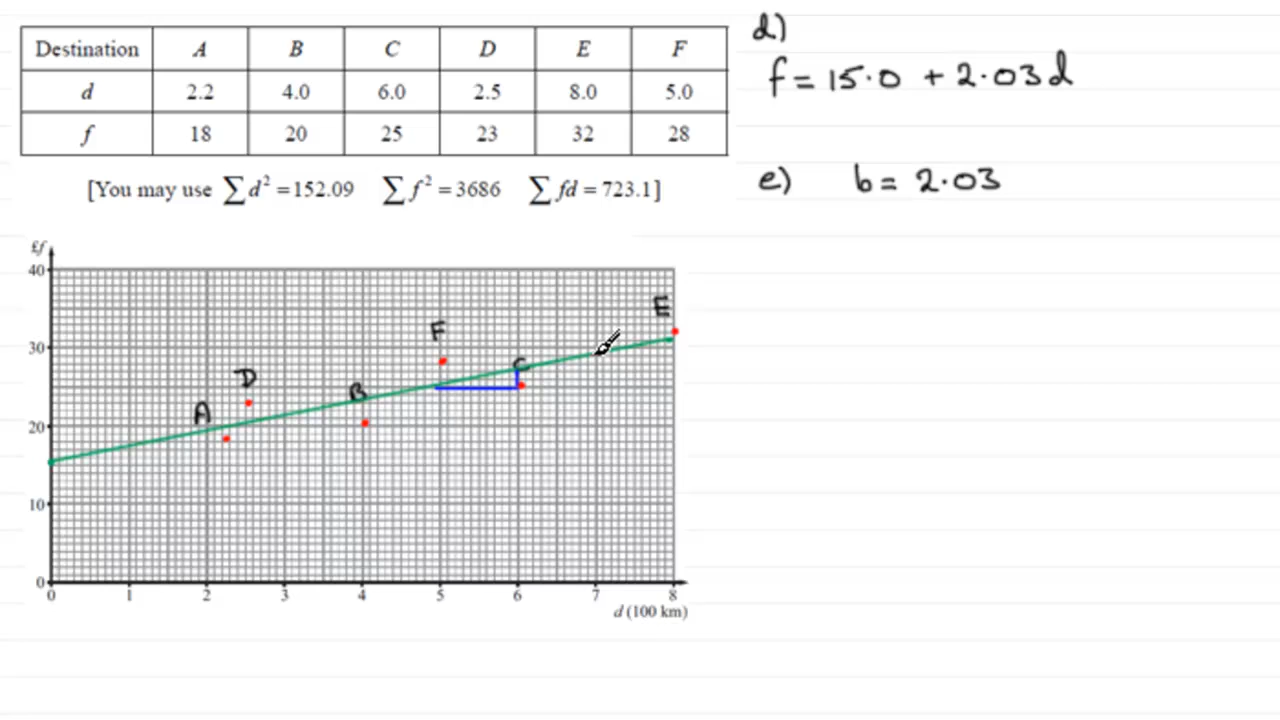 Destination A B C D E F
d 2.2 4.0 6.0 2.5 8.0 5.0
f 18 20 25 23 32 28
[You may use ∑d² = 152.09 ∑f² = 3686 ∑fd = 723.1]
d)
f = 15.0 + 2.03d
e) b = 2.03
£f
40
30
20
10
0
A
D
B
F
C
E
0 1 2 3 4 5 6 7 8
d (100 km)